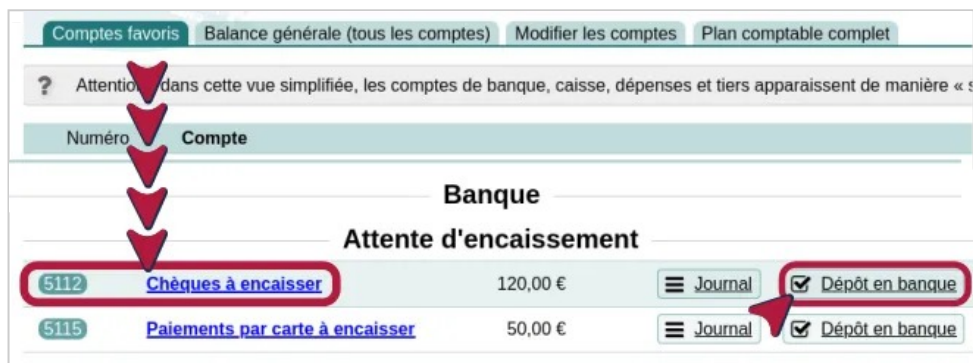 Comptes favoris Balance générale (tous les comptes) Modifier les comptes Plan comptable complet
? Attention dans cette vue simplifiée, les comptes de banque, caisse, dépenses et tiers apparaissent de manière «
Numéro Compte
Banque
Attente d'encaissement
5112 Chèques à encaisser 120,00 € Journal Dépôt en banque
5115 Paiements par carte à encaisser 50,00 € Journal Dépôt en banque